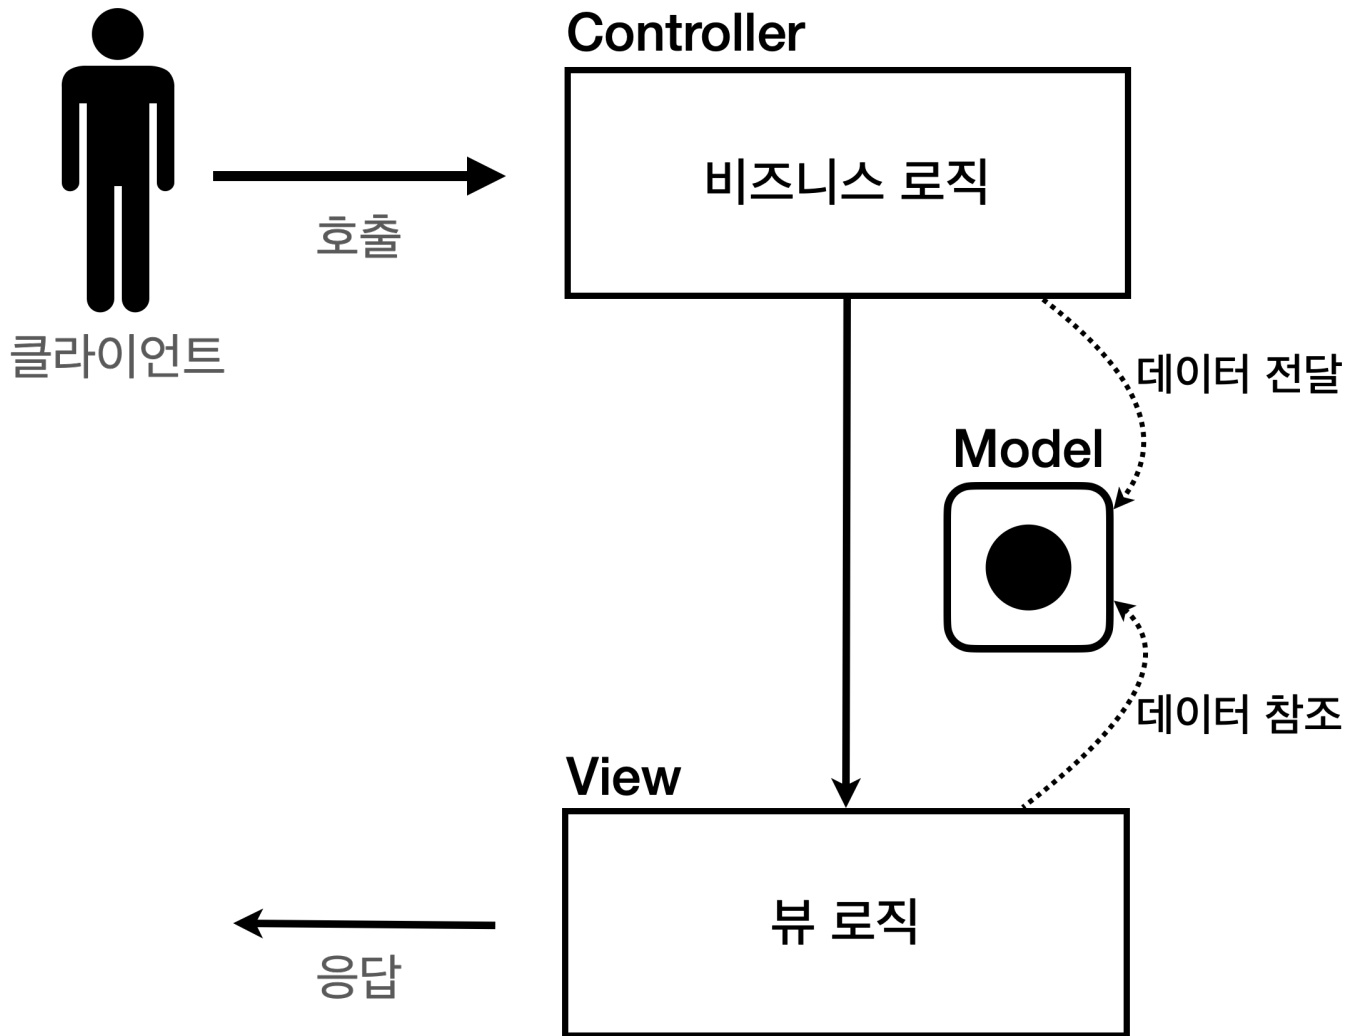 Controller
비즈니스 로직
호출
클라이언트
데이터 전달
Model
데이터 참조
View
뷰 로직
응답